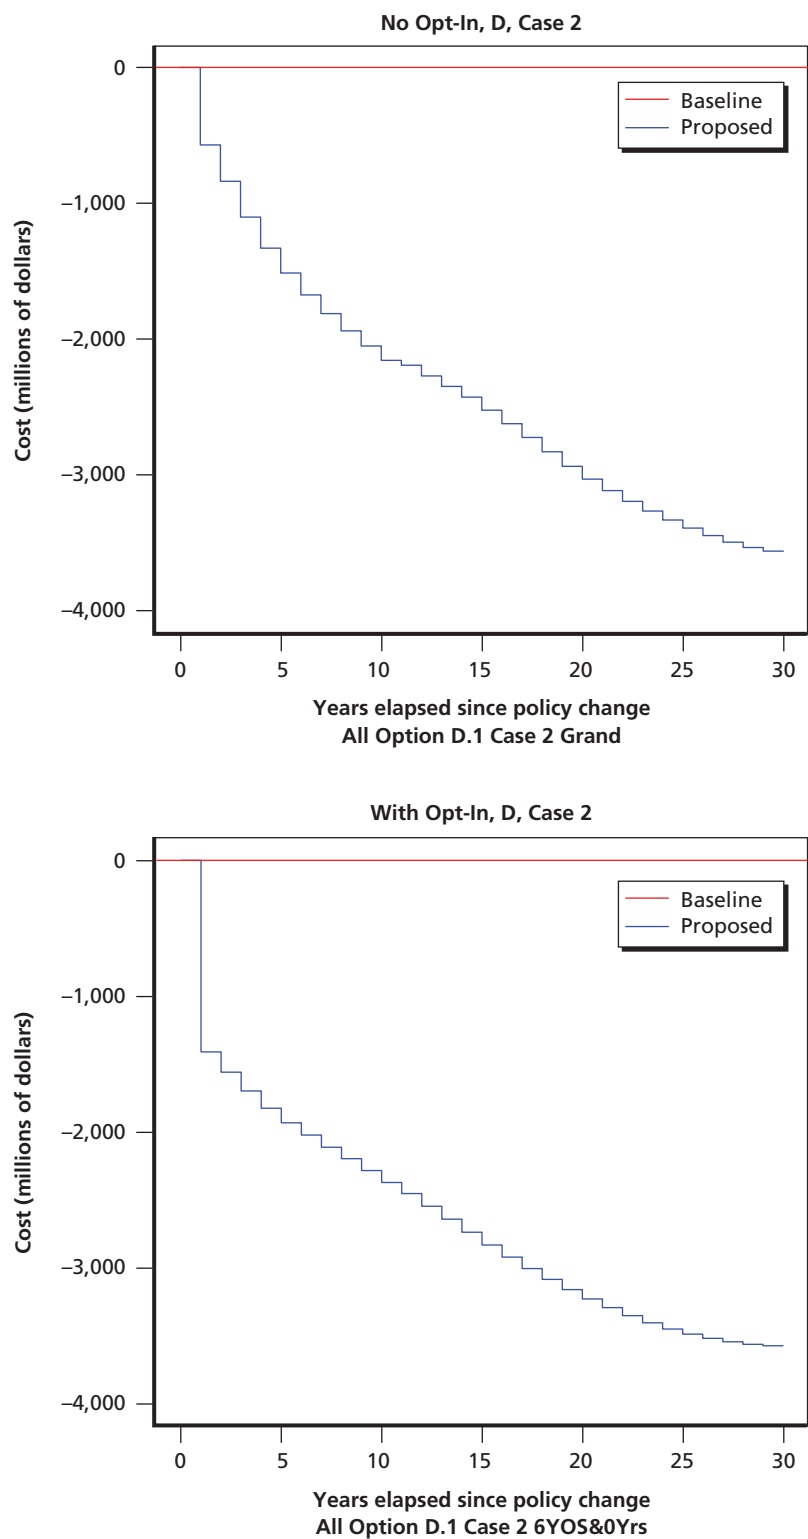 No Opt-In, D, Case 2
Cost (millions of dollars)
0
–1,000
–2,000
–3,000
–4,000
Baseline
Proposed
0 5 10 15 20 25 30
Years elapsed since policy change
All Option D.1 Case 2 Grand
With Opt-In, D, Case 2
Cost (millions of dollars)
0
–1,000
–2,000
–3,000
–4,000
Baseline
Proposed
0 5 10 15 20 25 30
Years elapsed since policy change
All Option D.1 Case 2 6YOS&0Yrs